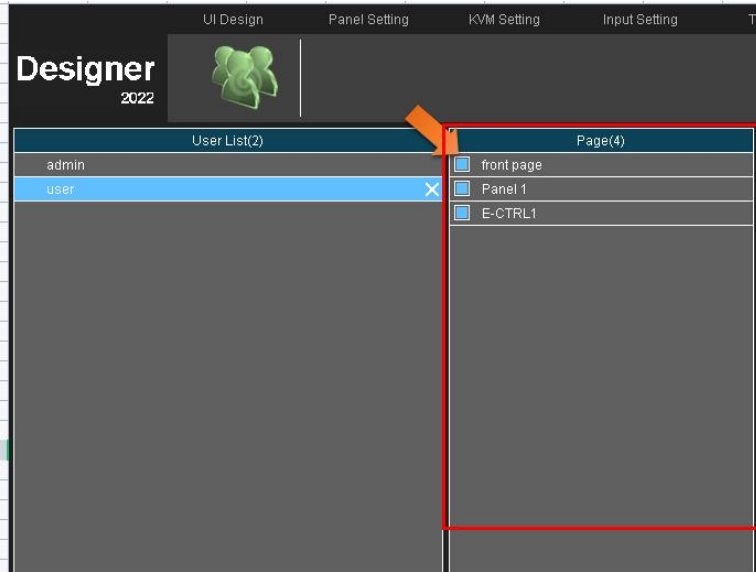 UI Design Panel Setting KVM Setting Input Setting
Designer
2022
User List(2) Page(4)
admin front page
user Panel 1
E-CTRL1